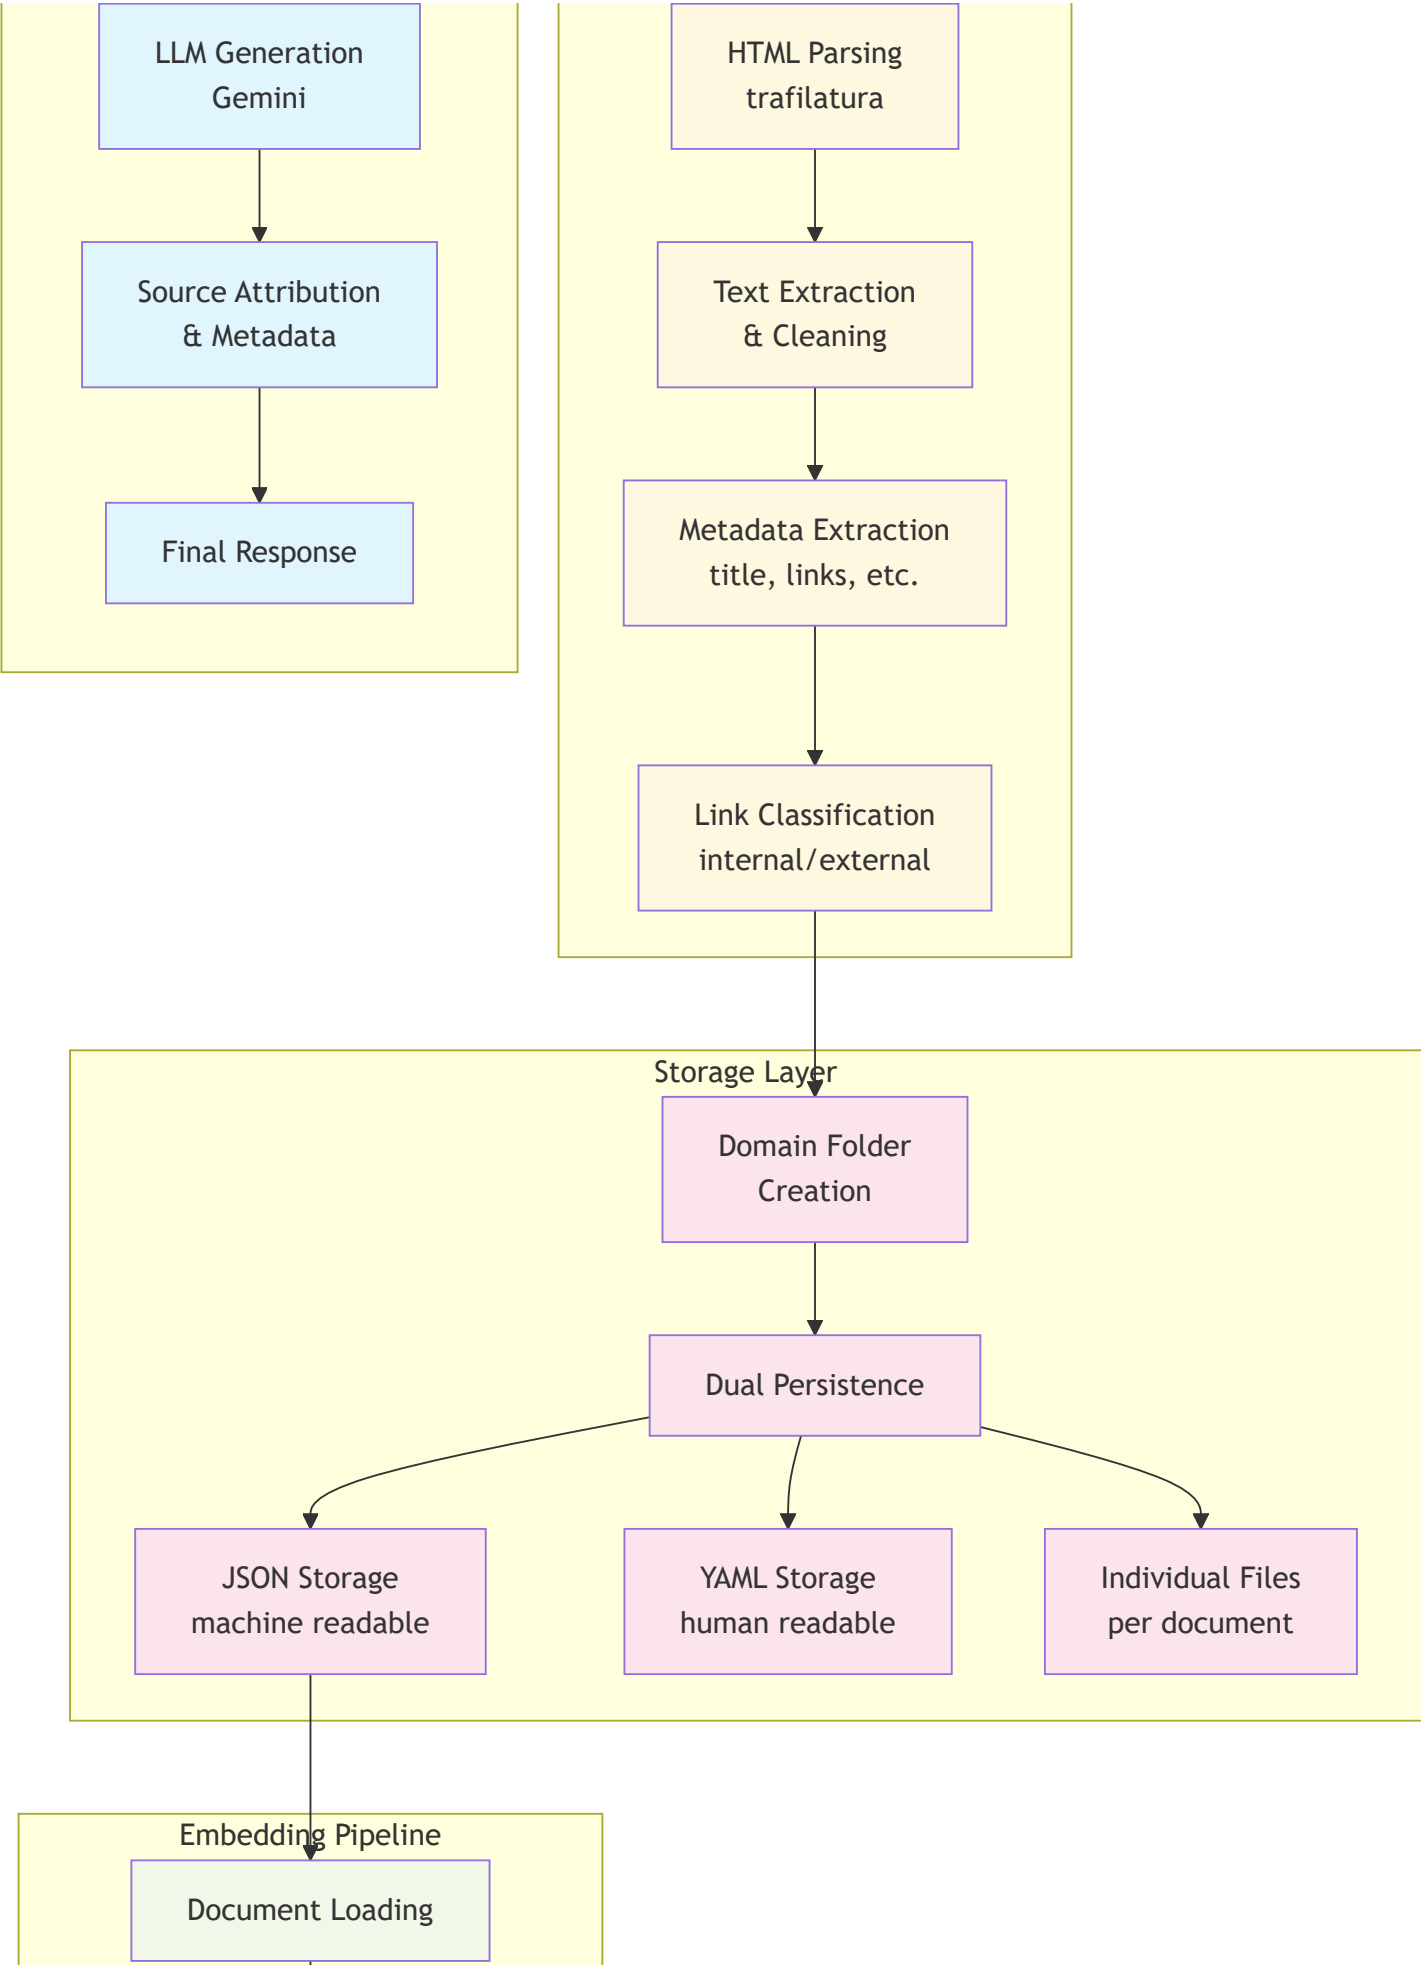 LLM Generation
Gemini
Source Attribution
& Metadata
Final Response
HTML Parsing
trafilatura
Text Extraction
& Cleaning
Metadata Extraction
title, links, etc.
Link Classification
internal/external
Storage Layer
Domain Folder
Creation
Dual Persistence
JSON Storage
machine readable
YAML Storage
human readable
Individual Files
per document
Embedding Pipeline
Document Loading